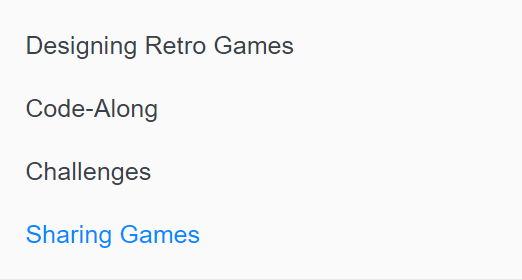 Designing Retro Games
Code-Along
Challenges
Sharing Games